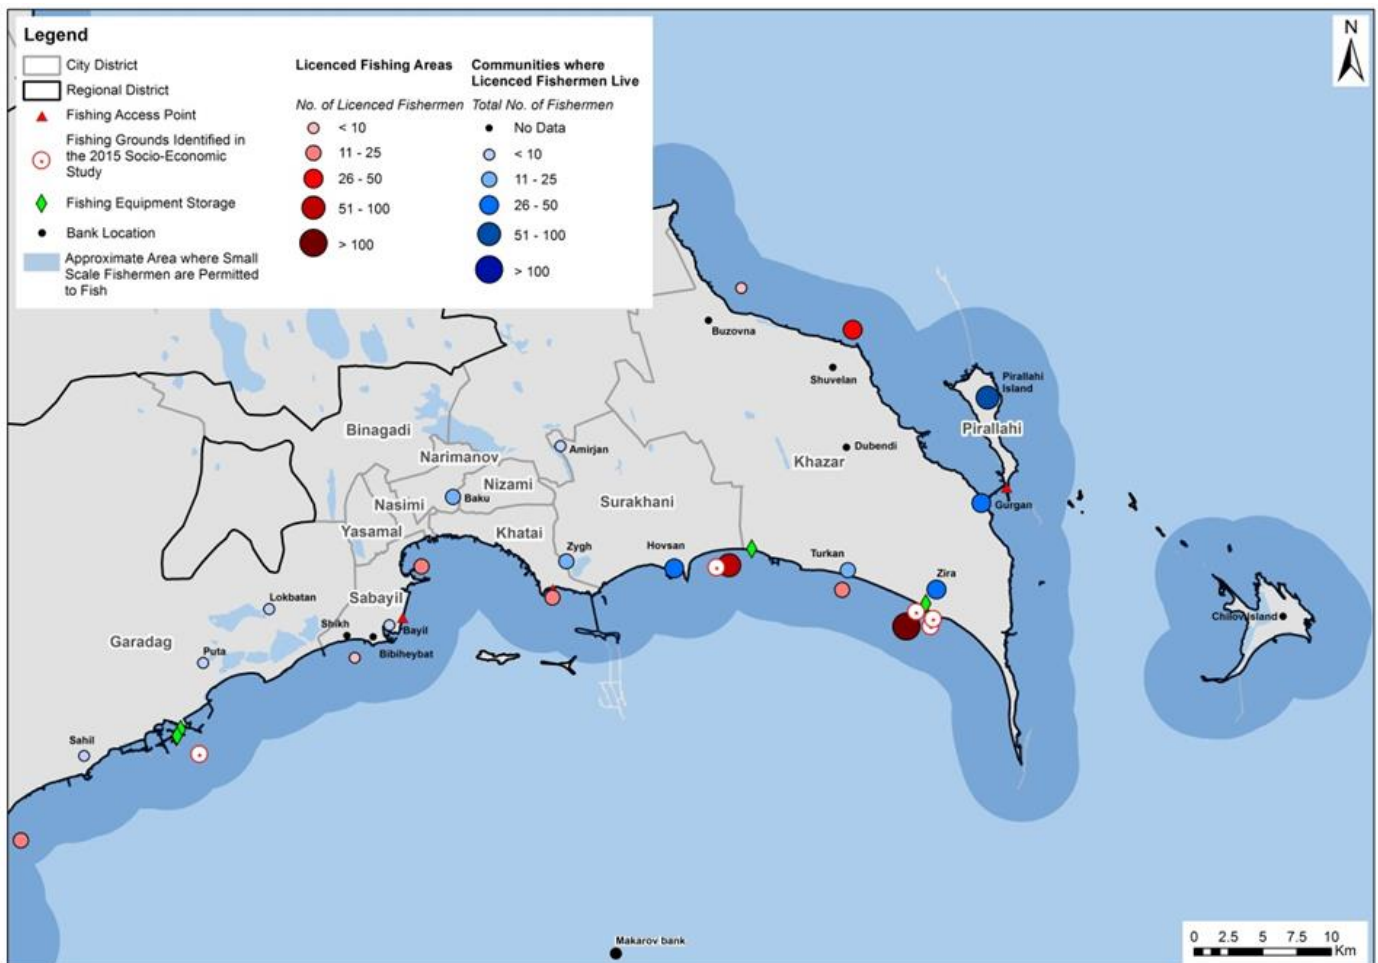 Legend
City District
Regional District
Fishing Access Point
Fishing Grounds Identified in
the 2015 Socio-Economic
Study
Fishing Equipment Storage
Bank Location
Approximate Area where Small
Scale Fishermen are Permitted
to Fish
Licenced Fishing Areas
No. of Licenced Fishermen
< 10
11 - 25
26 - 50
51 - 100
> 100
Communities where
Licenced Fishermen Live
Total No. of Fishermen
No Data
< 10
11 - 25
26 - 50
51 - 100
> 100
N
Buzovna
Shuvelan
Pirallahi
Island
Pirallahi
Binagadi
Amirjan
Dubendi
Narimanov
Khazar
Nizami
Baku
Nasimi
Surakhani
Gurgan
Yasamal
Khatai
Zygh
Hovsan
Turkan
Zira
Lokbatan
Sabayil
Shikh
Bayil
Chilov Island
Garadag
Puta
Bibiheybat
Sahil
Makarov bank
0 2.5 5 7.5 10
Km